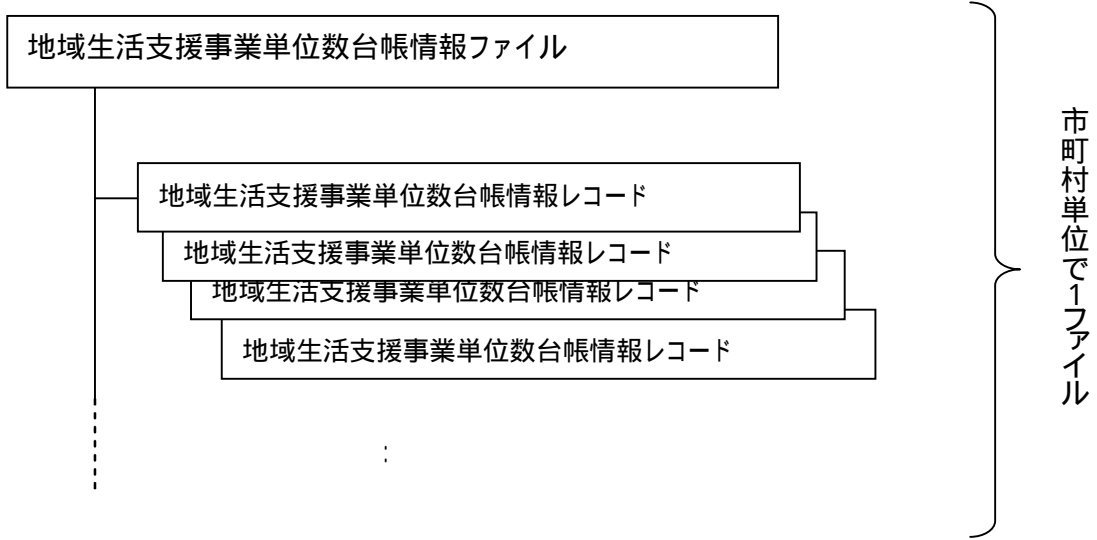 地域生活支援事業単位数台帳情報ファイル
地域生活支援事業単位数台帳情報レコード
地域生活支援事業単位数台帳情報レコード
地域生活支援事業単位数台帳情報レコード
地域生活支援事業単位数台帳情報レコード
:
市町村単位で1ファイル